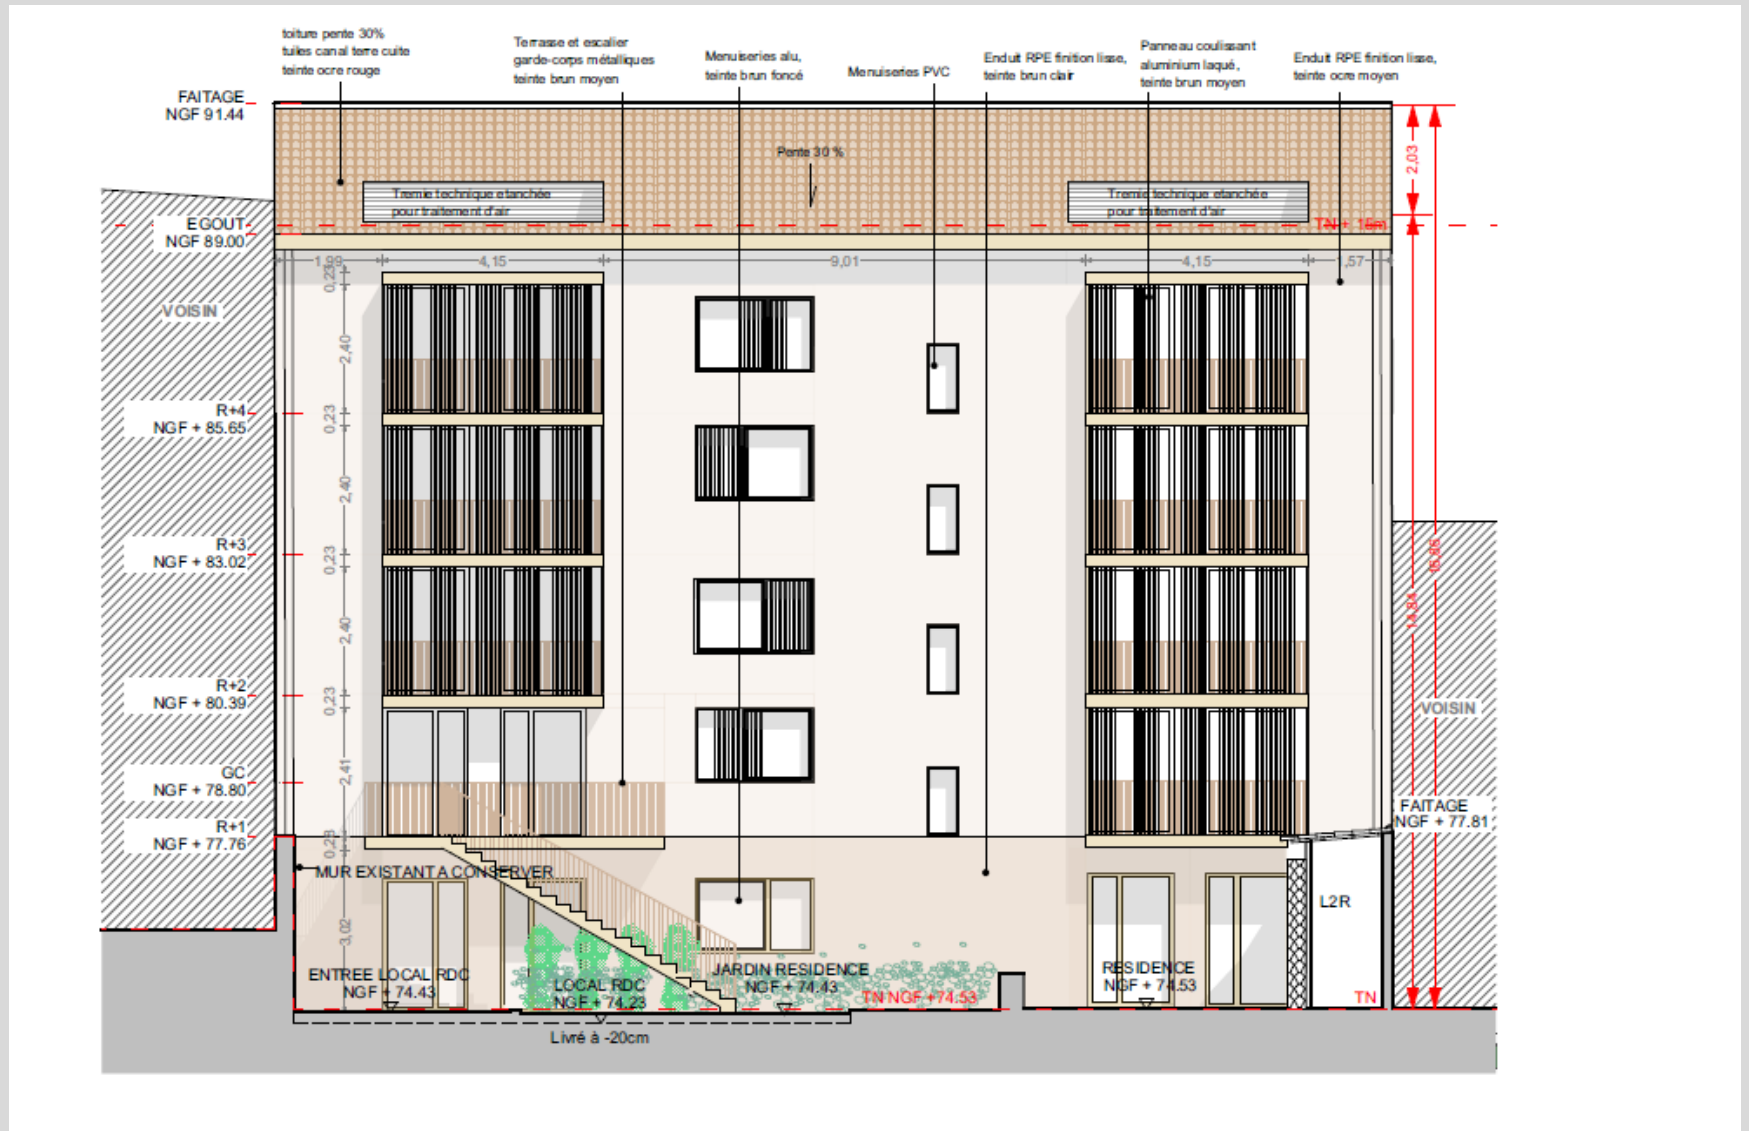 toiture pente 30%
tuiles canal terre cuite
teinte ocre rouge
Terrasse et escalier
garde-corps métalliques
teinte brun moyen
Menuiseries alu,
teinte brun foncé
Menuiseries PVC
Enduit RPE finition lisse,
teinte brun clair
Panneau coulissant
aluminium laqué,
teinte brun moyen
Enduit RPE finition lisse,
teinte ocre moyen
FAITAGE
NGF 91.44
Pente 30 %
2,03
Tremie technique etanchée
pour traitement d'air
Tremie technique etanchée
pour traitement d'air
EGOUT
NGF 89.00
TN + 15m
1,99
4,15
9,01
4,15
1,57
0,23
VOISIN
2,40
R+4
NGF + 85.65
0,23
2,40
R+3
NGF + 83.02
0,23
2,40
14,84
R+2
NGF + 80.39
0,23
VOISIN
2,41
GC
NGF + 78.80
FAITAGE
NGF + 77.81
R+1
NGF + 77.76
0,23
MUR EXISTANT A CONSERVER
L2R
3,02
ENTREE LOCAL RDC
NGF + 74.43
LOCAL RDC
NGF + 74.23
JARDIN RESIDENCE
NGF + 74.43
TN NGF +74.53
RESIDENCE
NGF + 74.53
TN
Livré à -20cm